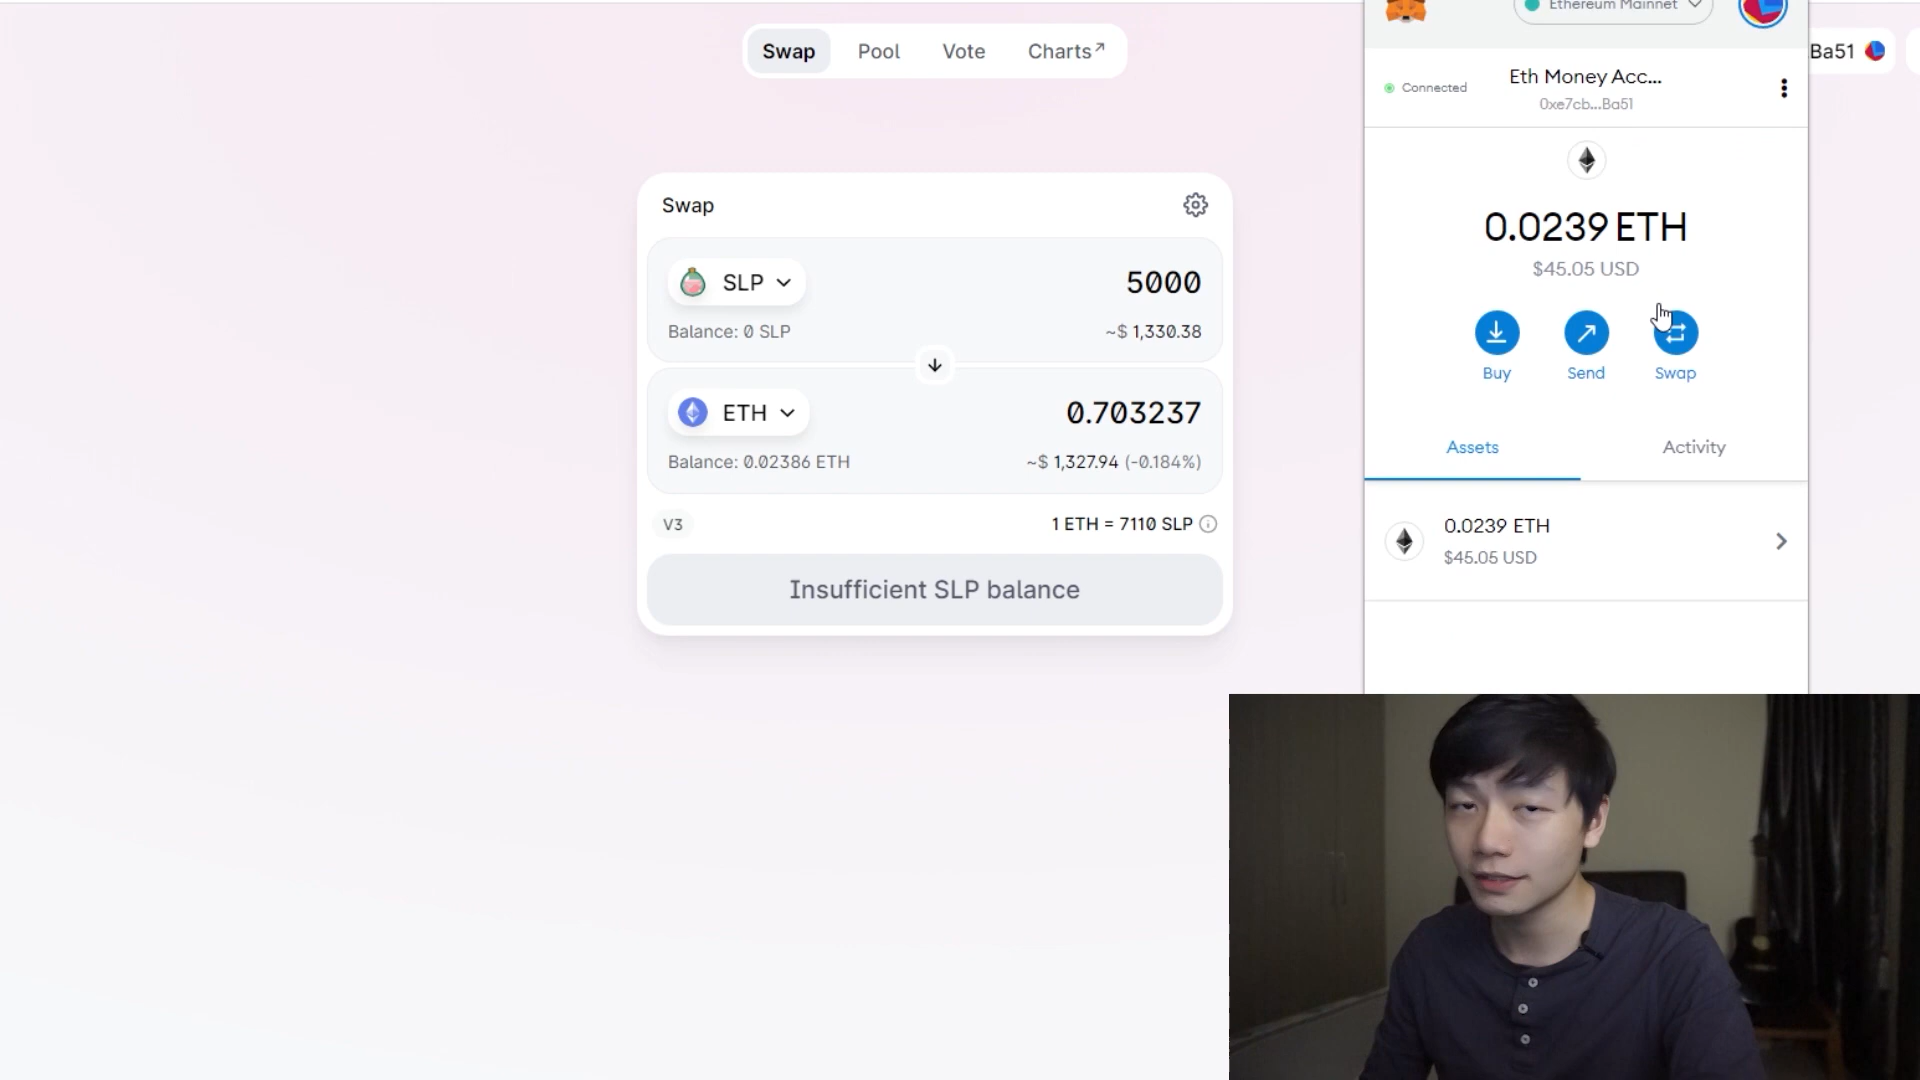 Swap Pool Vote Charts↗
Ethereum Mainnet
Ba51
Connected
Eth Money Acc...
0xe7cb...Ba51
Swap
SLP 5000
Balance: 0 SLP ~$ 1,330.38
ETH 0.703237
Balance: 0.02386 ETH ~$ 1,327.94 (-0.184%)
V3 1 ETH = 7110 SLP
Insufficient SLP balance
0.0239 ETH
$45.05 USD
Buy Send Swap
Assets Activity
0.0239 ETH
$45.05 USD